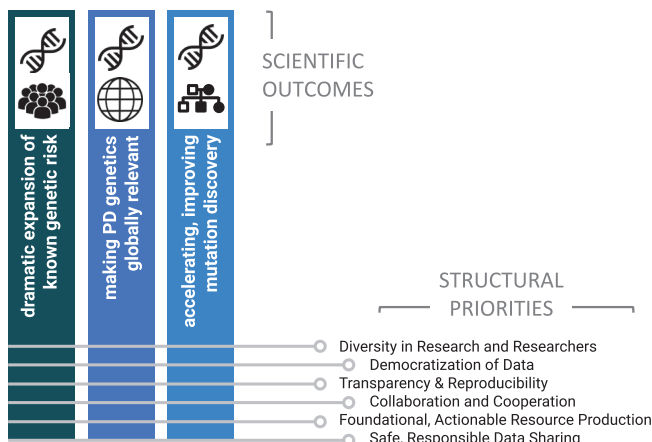 SCIENTIFIC
OUTCOMES
dramatic expansion of
known genetic risk
making PD genetics
globally relevant
accelerating, improving
mutation discovery
STRUCTURAL
PRIORITIES
Diversity in Research and Researchers
Democratization of Data
Transparency & Reproducibility
Collaboration and Cooperation
Foundational, Actionable Resource Production
Safe, Responsible Data Sharing